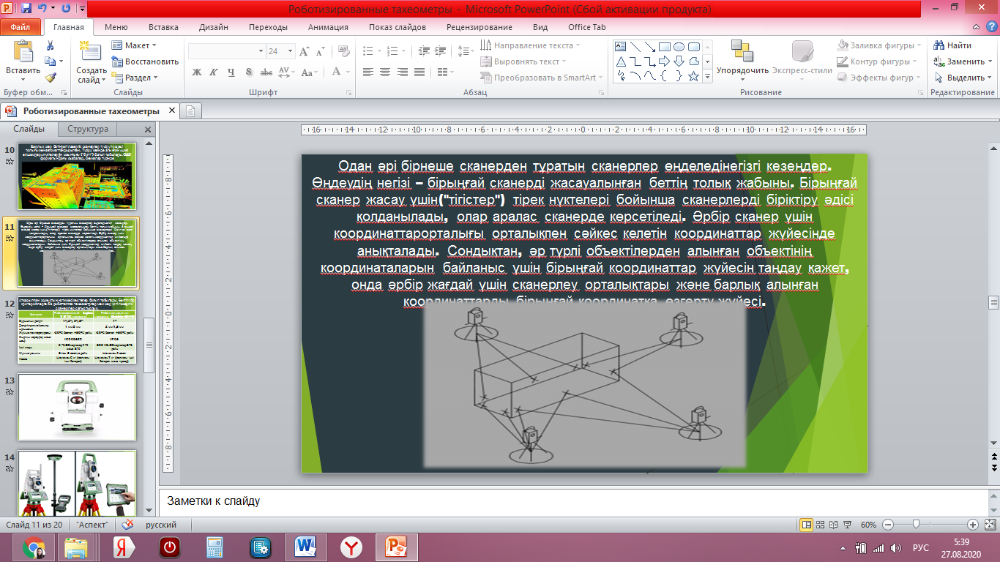 Роботизированные тахеометры - Microsoft PowerPoint (Сбой активации продукта)
Файл Главная Меню Вставка Дизайн Переходы Анимация Показ слайдов Рецензирование Вид Office Tab
Вставить
Буфер обм...
Создать слайд
Макет
Восстановить
Раздел
Слайды
24
Ж К Ч S abc AV Aa А
Шрифт
Направление текста
Выровнять текст
Преобразовать в SmartArt
Абзац
Упорядочить
Экспресс-стили
Заливка фигуры
Контур фигуры
Эффекты фигур
Рисование
Найти
Заменить
Выделить
Редактирование
Роботизированные тахеометры
Слайды Структура
10
11
12
13
14
Одан әрі бірнеше сканерден тұратын сканерлер өңделедінегізгі кезеңдер.
Өңдеудің негізі – бірыңғай сканерді жасауалынған беттің толық жабыны. Бірыңғай
сканер жасау үшін("тігістер") тірек нүктелері бойынша сканерлерді біріктіру әдісі
қолданылады, олар аралас сканерде көрсетіледі. Әрбір сканер үшін
координаттарорталығы орталықпен сәйкес келетін координаттар жүйесінде
анықталады. Сондықтан, әр түрлі объектілерден алынған объектінің
координаталарын байланыс үшін бірыңғай координаттар жүйесін таңдау қажет,
онда әрбір жағдай үшін сканерлеу орталықтары және барлық алынған
координаттарды бірыңғай координатқа өзгерту жүйесі.
Заметки к слайду
Слайд 11 из 20 "Аспект" русский 60%
РУС
5:39
27.08.2020